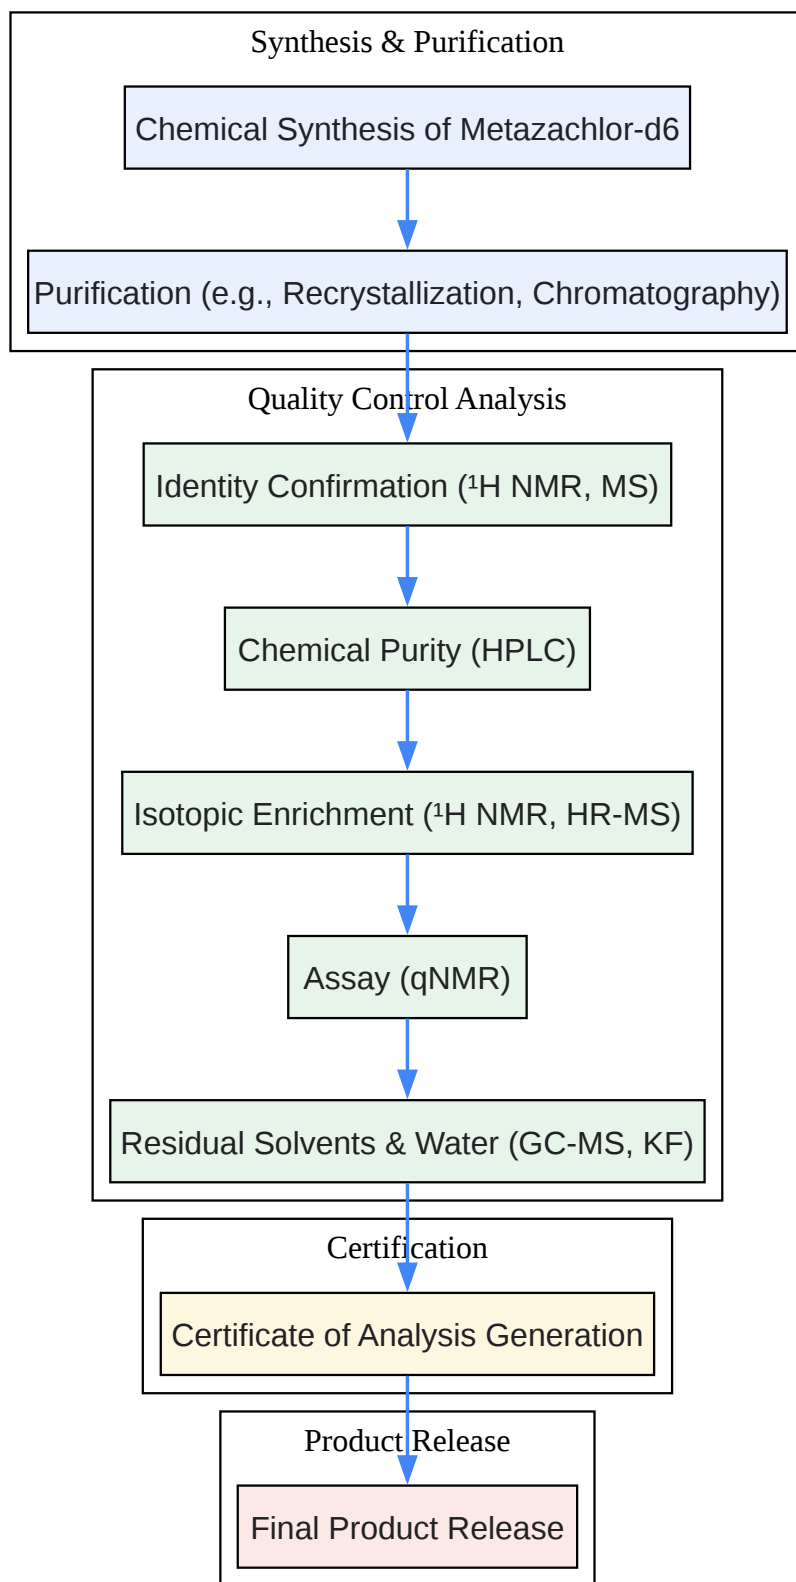 Synthesis & Purification
Chemical Synthesis of Metazachlor-d6
Purification (e.g., Recrystallization, Chromatography)
Quality Control Analysis
Identity Confirmation (¹H NMR, MS)
Chemical Purity (HPLC)
Isotopic Enrichment (¹H NMR, HR-MS)
Assay (qNMR)
Residual Solvents & Water (GC-MS, KF)
Certification
Certificate of Analysis Generation
Product Release
Final Product Release